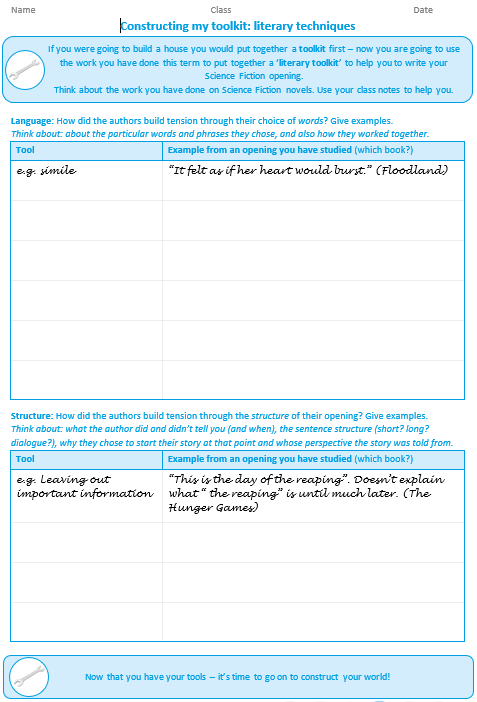 Name Class Date
Constructing my toolkit: literary techniques
If you were going to build a house you would put together a toolkit first – now you are going to use
the work you have done this term to put together a 'literary toolkit' to help you to write your
Science Fiction opening.
Think about the work you have done on Science Fiction novels. Use your class notes to help you.
Language: How did the authors build tension through their choice of words? Give examples.
Think about: about the particular words and phrases they chose, and also how they worked together.
Tool Example from an opening you have studied (which book?)
e.g. simile "It felt as if her heart would burst." (Floodland)
Structure: How did the authors build tension through the structure of their opening? Give examples.
Think about: what the author did and didn't tell you (and when), the sentence structure (short? long?
dialogue?), why they chose to start their story at that point and whose perspective the story was told from.
Tool Example from an opening you have studied (which book?)
e.g. Leaving out "This is the day of the reaping". Doesn't explain
important information what " the reaping" is until much later. (The
Hunger Games)
Now that you have your tools – it's time to go on to construct your world!